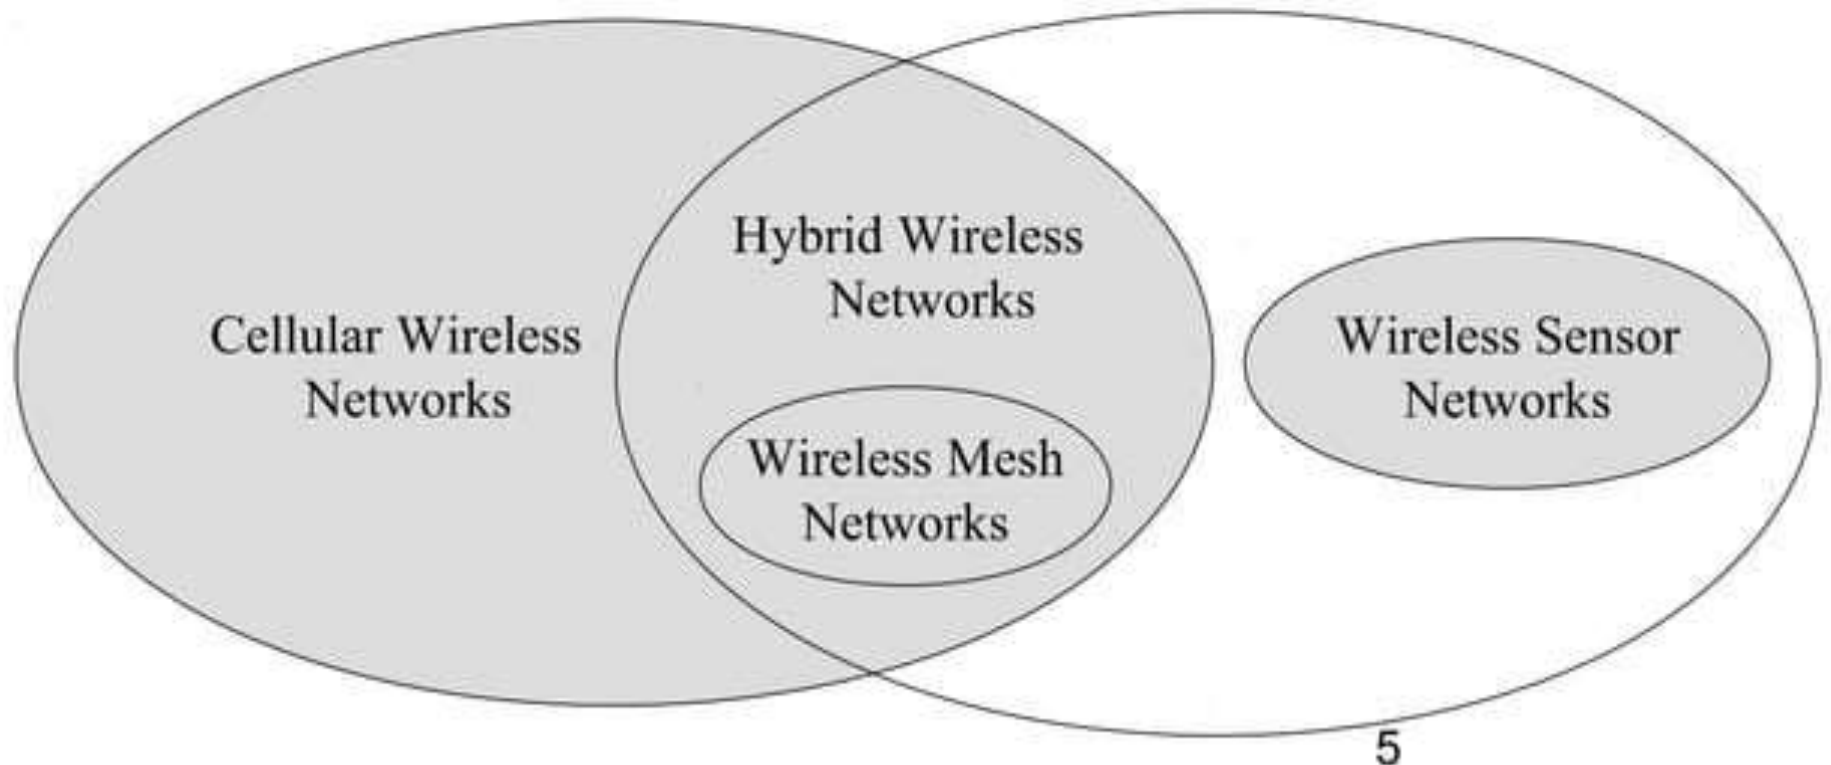 Cellular Wireless
Networks
Hybrid Wireless
Networks
Wireless Mesh
Networks
Wireless Sensor
Networks
5